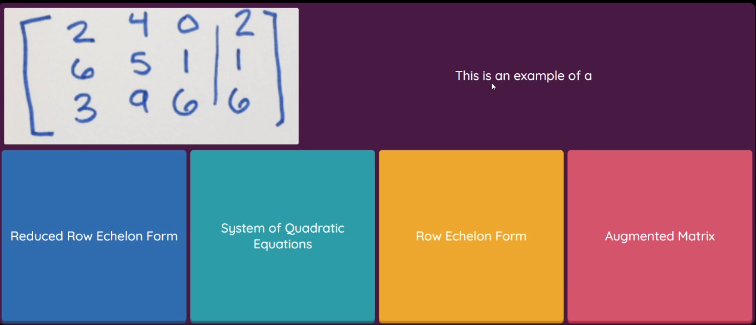 2 4 0 2
6 5 1 1
3 9 6 6
This is an example of a
Reduced Row Echelon Form
System of Quadratic
Equations
Row Echelon Form
Augmented Matrix